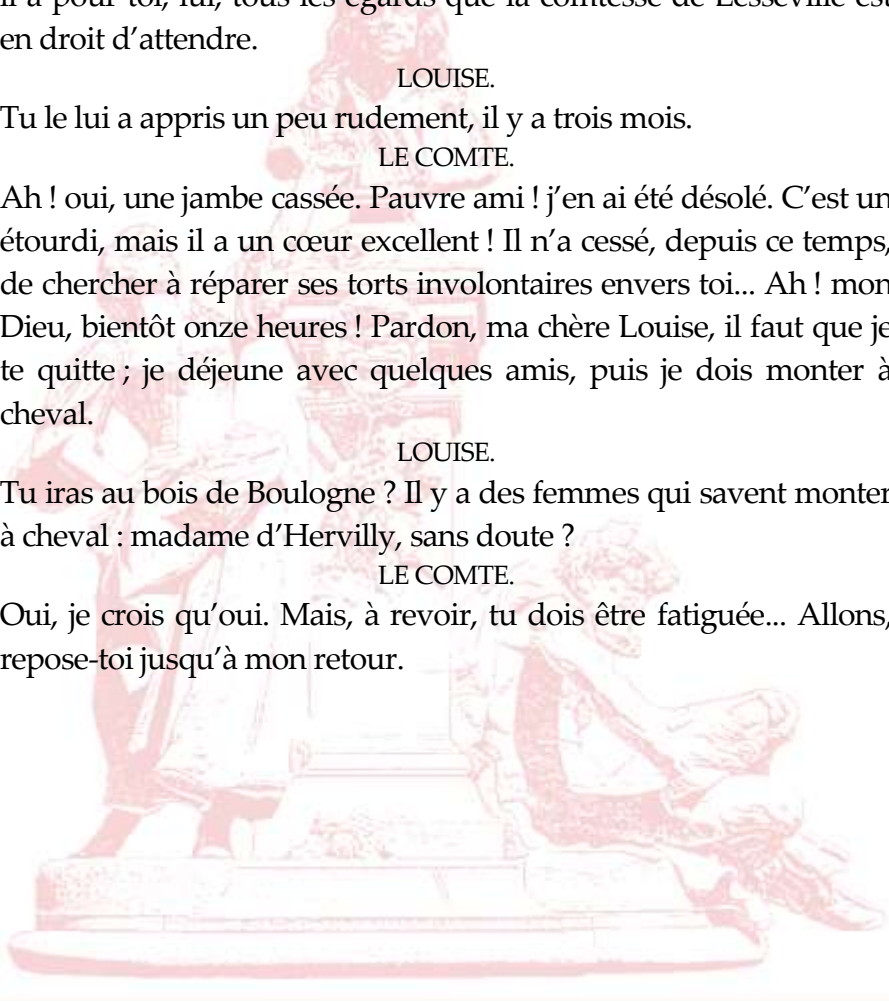 il a pour toi, lui, tous les égards que la comtesse de Lesseville est
en droit d’attendre.
LOUISE.
Tu le lui a appris un peu rudement, il y a trois mois.
LE COMTE.
Ah ! oui, une jambe cassée. Pauvre ami ! j’en ai été désolé. C’est un
étourdi, mais il a un cœur excellent ! Il n’a cessé, depuis ce temps,
de chercher à réparer ses torts involontaires envers toi... Ah ! mon
Dieu, bientôt onze heures ! Pardon, ma chère Louise, il faut que je
te quitte ; je déjeune avec quelques amis, puis je dois monter à
cheval.
LOUISE.
Tu iras au bois de Boulogne ? Il y a des femmes qui savent monter
à cheval : madame d’Hervilly, sans doute ?
LE COMTE.
Oui, je crois qu’oui. Mais, à revoir, tu dois être fatiguée... Allons,
repose-toi jusqu’à mon retour.